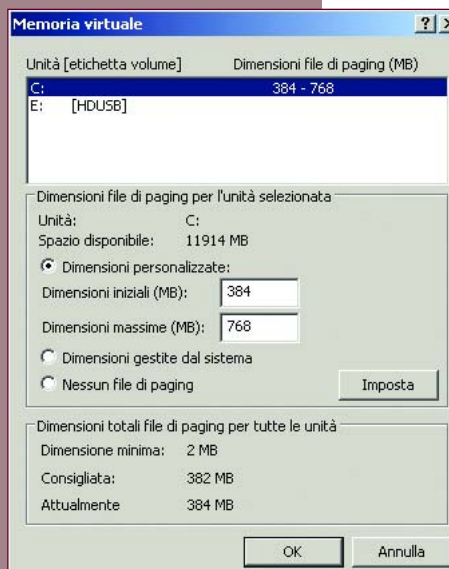 Memoria virtuale
Unità [etichetta volume] Dimensioni file di paging (MB)
C: 384 - 768
E: [HDUSB]
Dimensioni file di paging per l'unità selezionata
Unità: C:
Spazio disponibile: 11914 MB
Dimensioni personalizzate:
Dimensioni iniziali (MB): 384
Dimensioni massime (MB): 768
Dimensioni gestite dal sistema
Nessun file di paging Imposta
Dimensioni totali file di paging per tutte le unità
Dimensione minima: 2 MB
Consigliata: 382 MB
Attualmente 384 MB
OK Annulla